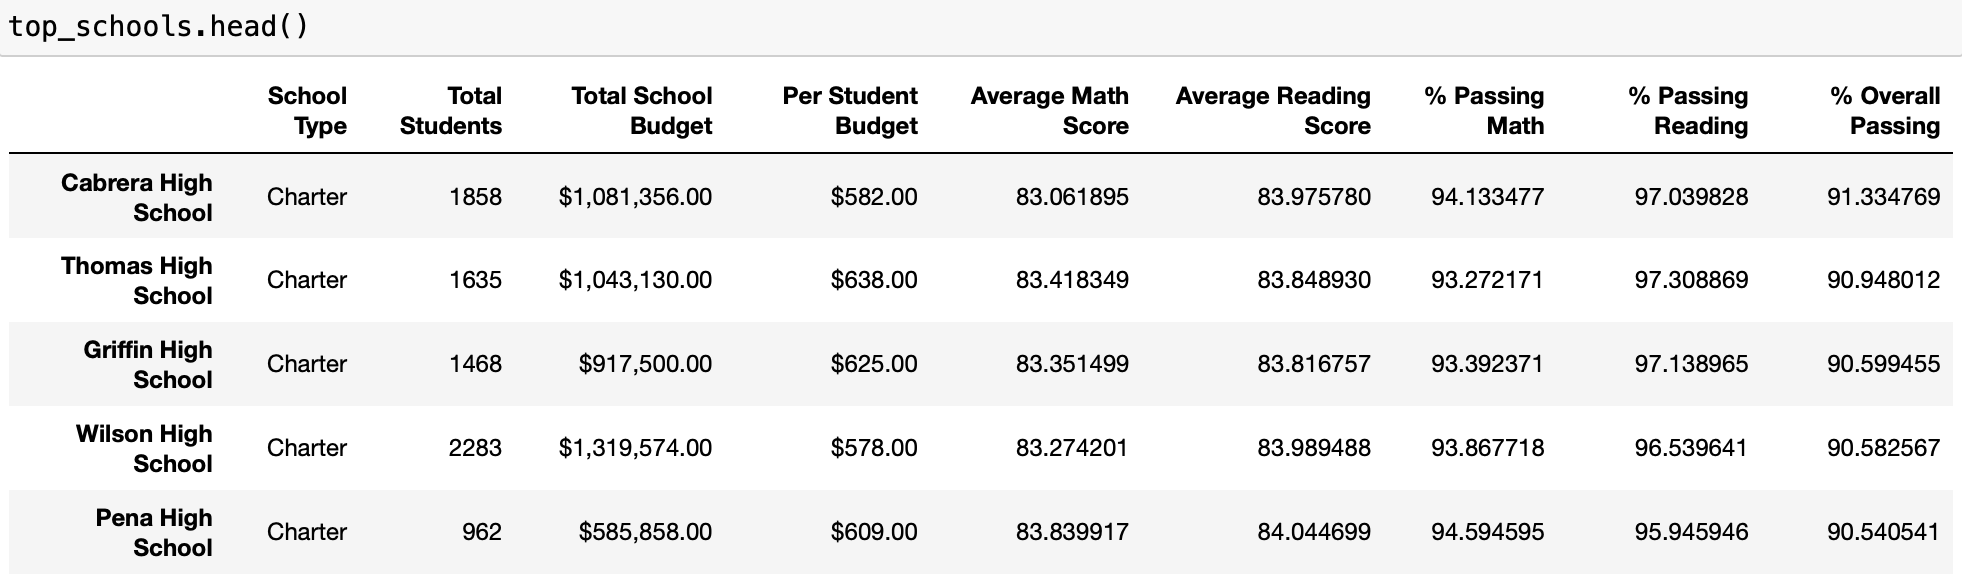 top_schools.head()
School Type Total Students Total School Budget Per Student Budget Average Math Score Average Reading Score % Passing Math % Passing Reading % Overall Passing
Cabrera High School Charter 1858 $1,081,356.00 $582.00 83.061895 83.975780 94.133477 97.039828 91.334769
Thomas High School Charter 1635 $1,043,130.00 $638.00 83.418349 83.848930 93.272171 97.308869 90.948012
Griffin High School Charter 1468 $917,500.00 $625.00 83.351499 83.816757 93.392371 97.138965 90.599455
Wilson High School Charter 2283 $1,319,574.00 $578.00 83.274201 83.989488 93.867718 96.539641 90.582567
Pena High School Charter 962 $585,858.00 $609.00 83.839917 84.044699 94.594595 95.945946 90.540541